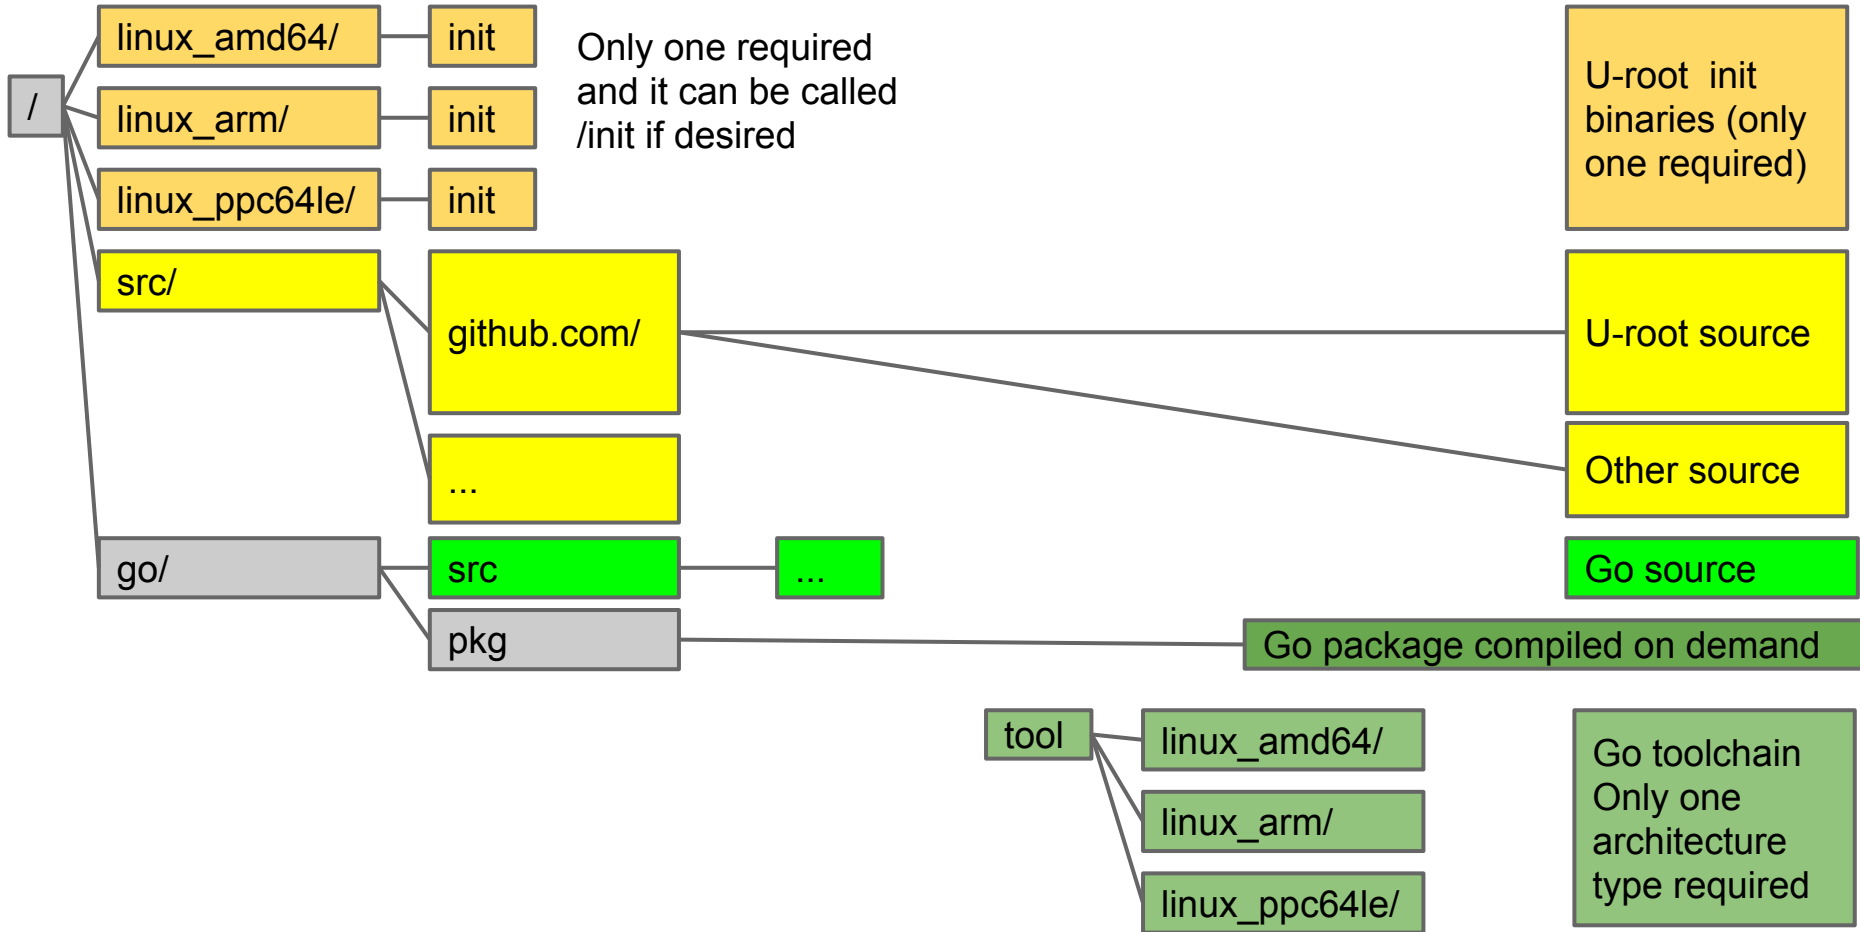 /
linux_amd64/
init
linux_arm/
init
linux_ppc64le/
init
Only one required
and it can be called
/init if desired
U-root  init
binaries (only
one required)
src/
github.com/
U-root source
...
Other source
go/
src
...
Go source
pkg
Go package compiled on demand
tool
linux_amd64/
linux_arm/
linux_ppc64le/
Go toolchain
Only one
architecture
type required